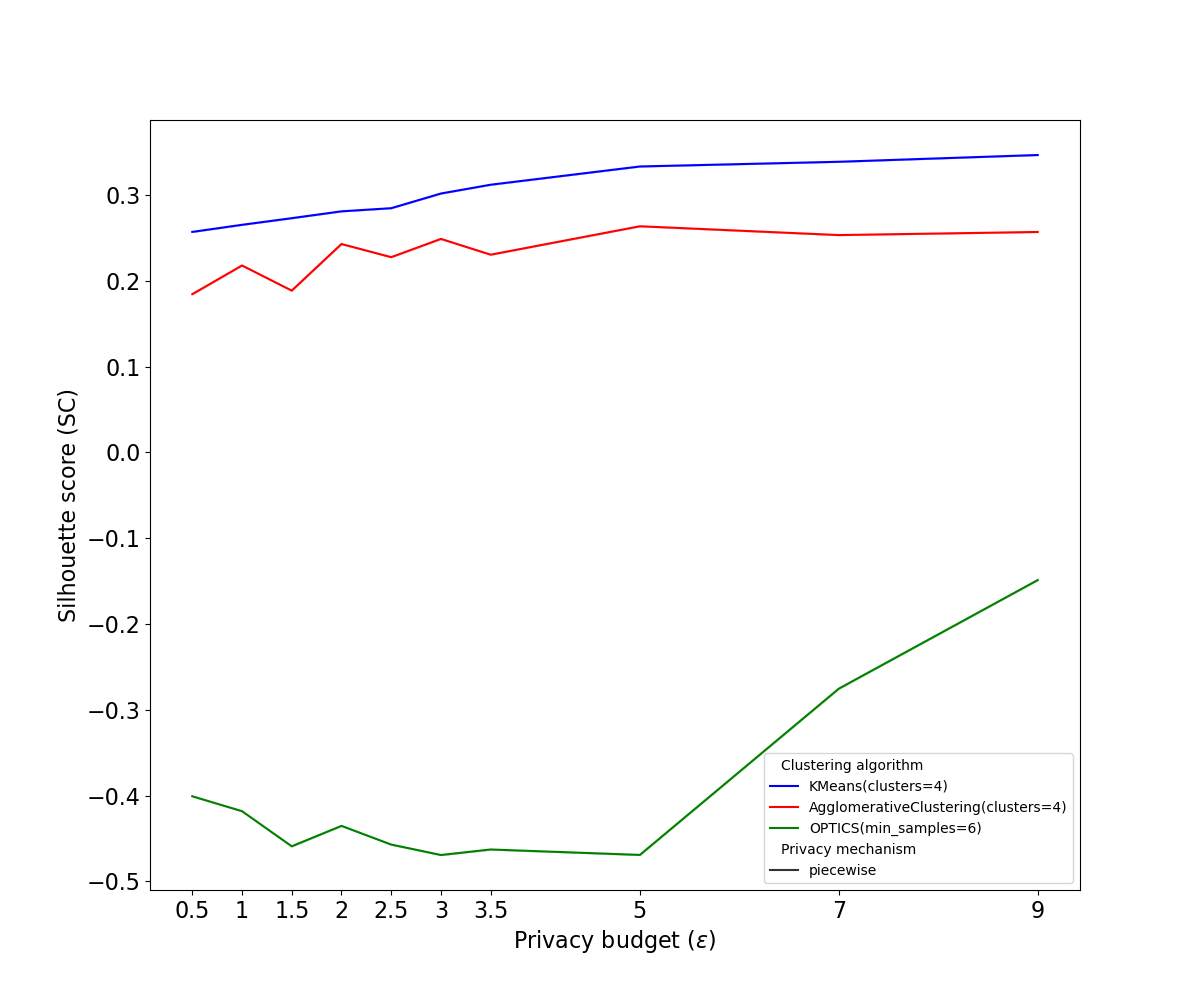 Silhouette score (SC)
0.3
0.2
0.1
0.0
−0.1
−0.2
−0.3
−0.4
−0.5
Clustering algorithm
KMeans(clusters=4)
AgglomerativeClustering(clusters=4)
OPTICS(min_samples=6)
Privacy mechanism
piecewise
0.5 1 1.5 2 2.5 3 3.5 5 7 9
Privacy budget (ε)